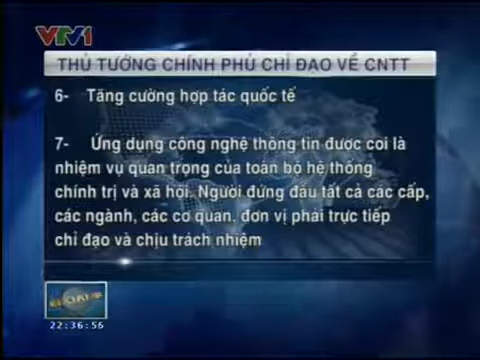 VTV1
THỦ TƯỚNG CHÍNH PHỦ CHỈ ĐẠO VỀ CNTT
6- Tăng cường hợp tác quốc tế
7- Ứng dụng công nghệ thông tin được coi là
nhiệm vụ quan trọng của toàn bộ hệ thống
chính trị và xã hội. Người đứng đầu tất cả các cấp,
các ngành, các cơ quan, đơn vị phải trực tiếp
chỉ đạo và chịu trách nhiệm
22:36:56